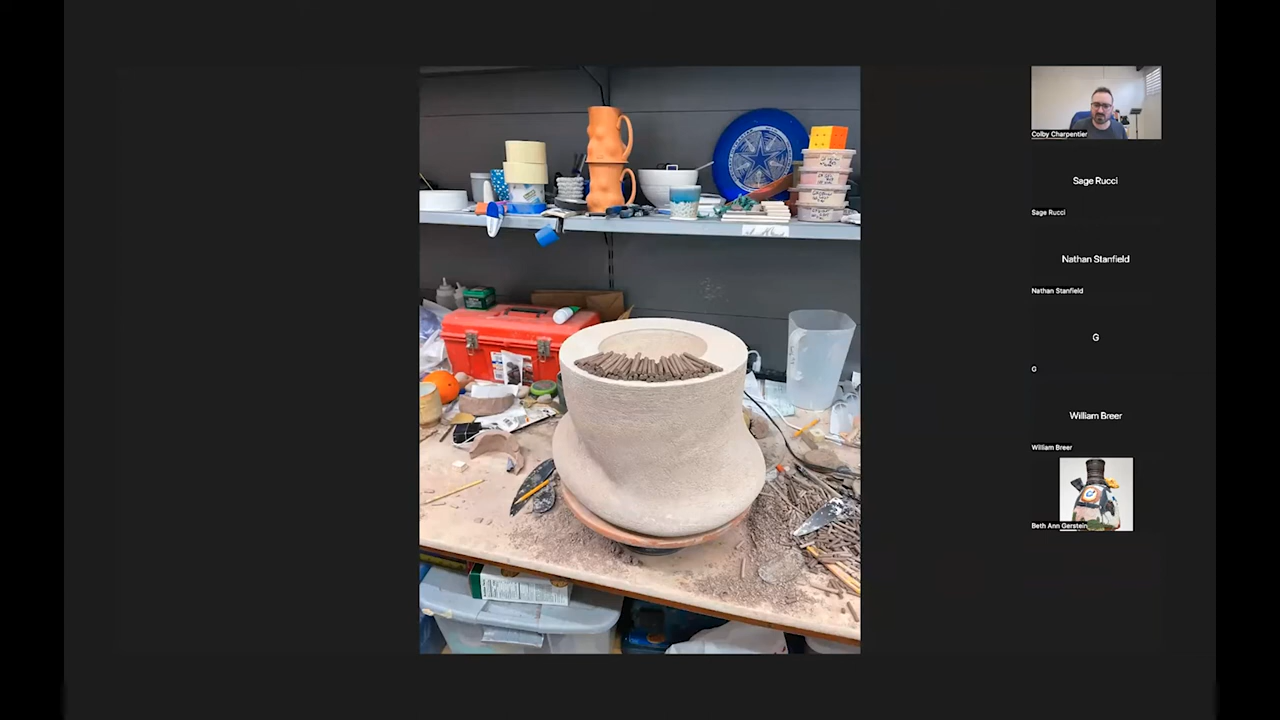 Colby Charpentier
Sage Rucci
Sage Rucci
Nathan Stanfield
Nathan Stanfield
G
G
William Breer
William Breer
Beth Ann Gerstein